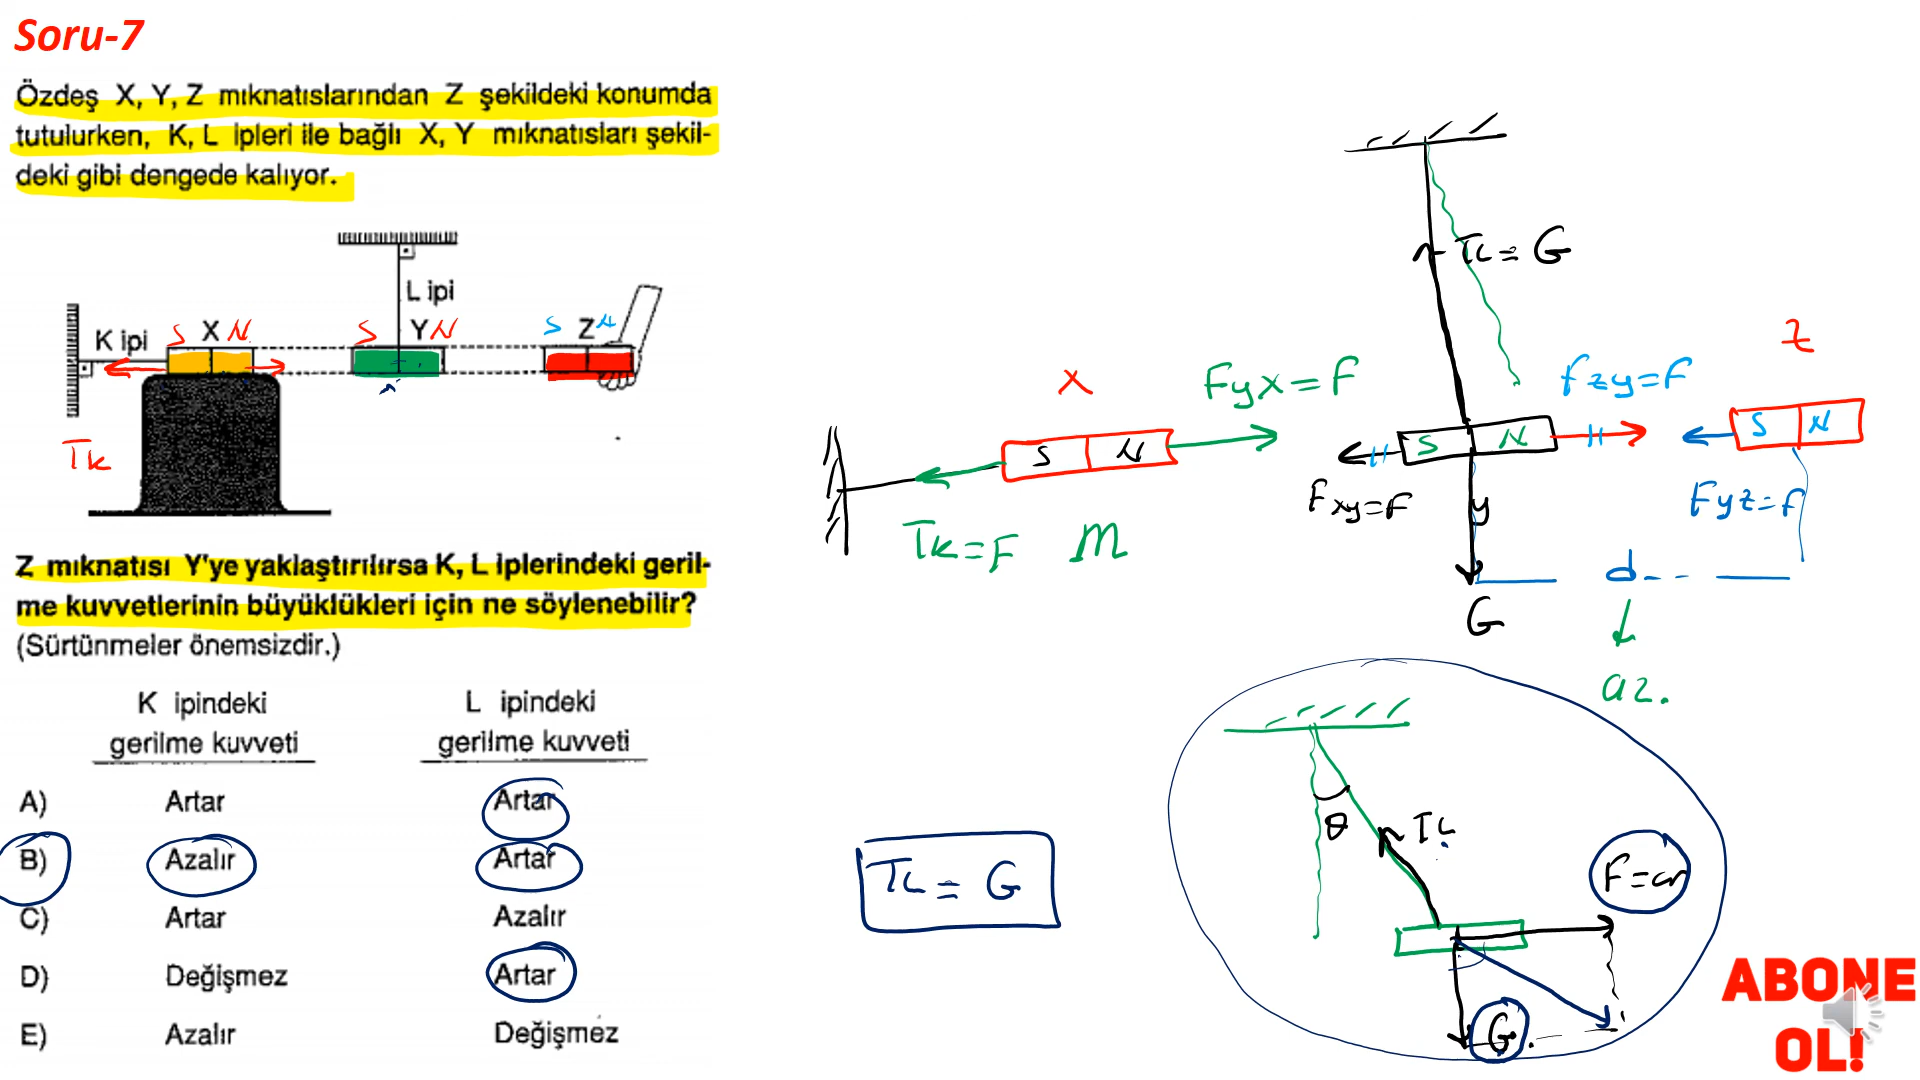 Soru-7
Özdeş X, Y, Z mıknatıslarından Z şekildeki konumda
tutulurken, K, L ipleri ile bağlı X, Y mıknatısları şekil-
deki gibi dengede kalıyor.
L ipi
K ipi
S X N
S Y N
S Z N
TK
Z mıknatısı Y'ye yaklaştırılırsa K, L iplerindeki geril-
me kuvvetlerinin büyüklükleri için ne söylenebilir?
(Sürtünmeler önemsizdir.)
K ipindeki
gerilme kuvveti
L ipindeki
gerilme kuvveti
A) Artar Artar
B) Azalır Artar
C) Artar Azalır
D) Değişmez Artar
E) Azalır Değişmez
TL = G
X
Fyx = F
S N
TK = F
M
fzy = F
S N
Fxy = F
y
G
Z
S N
Fyz = f
d
az.
TL = G
θ
TL
F = ar
G
ABONE
OL!